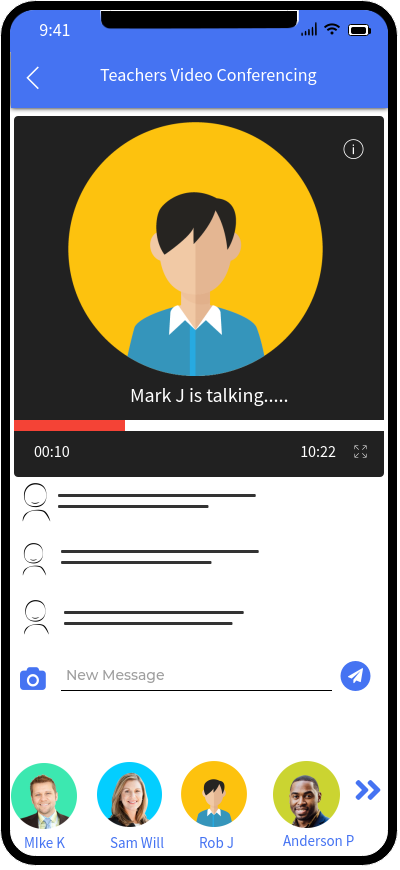 9:41
Teachers Video Conferencing
i
Mark J is talking.....
00:10 10:22
New Message
MIke K Sam Will Rob J Anderson P